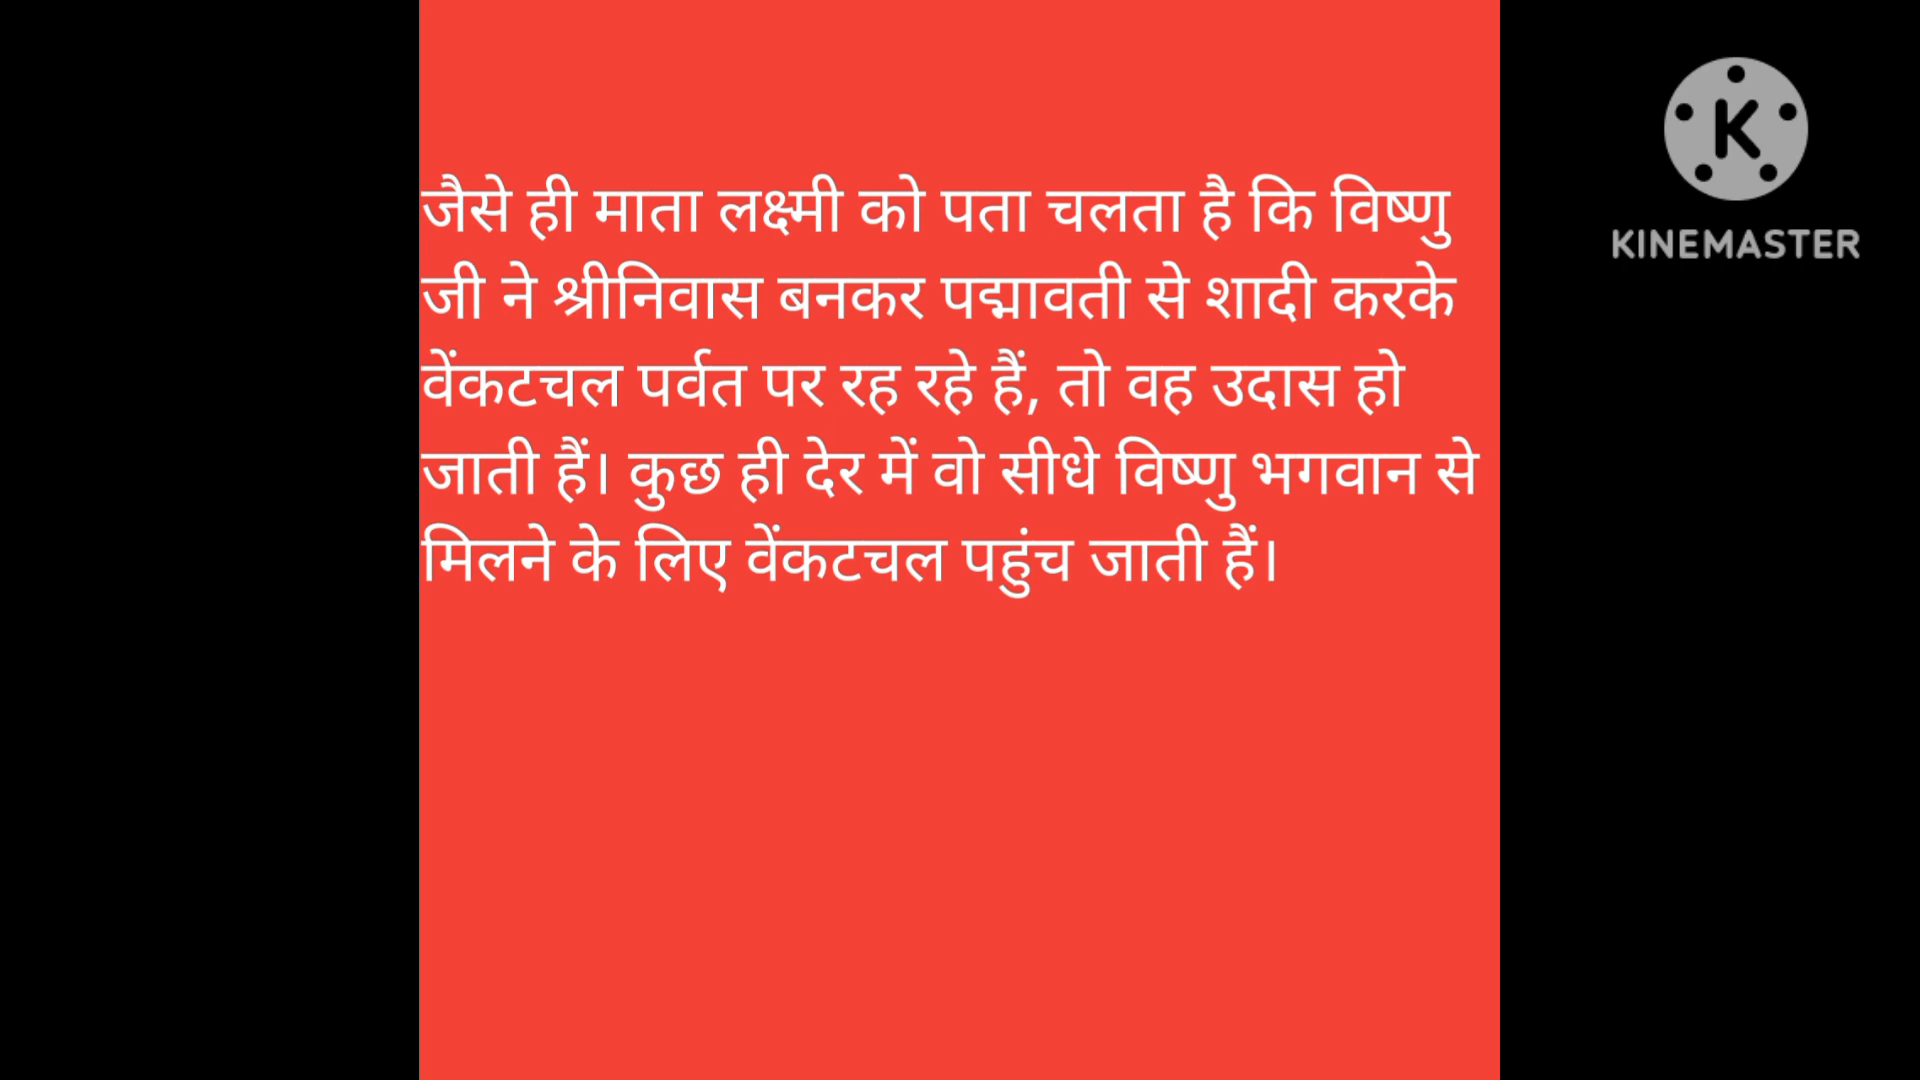 जैसे ही माता लक्ष्मी को पता चलता है कि विष्णु
जी ने श्रीनिवास बनकर पद्मावती से शादी करके
वेंकटचल पर्वत पर रह रहे हैं, तो वह उदास हो
जाती हैं। कुछ ही देर में वो सीधे विष्णु भगवान से
मिलने के लिए वेंकटचल पहुंच जाती हैं।
K
KINEMASTER